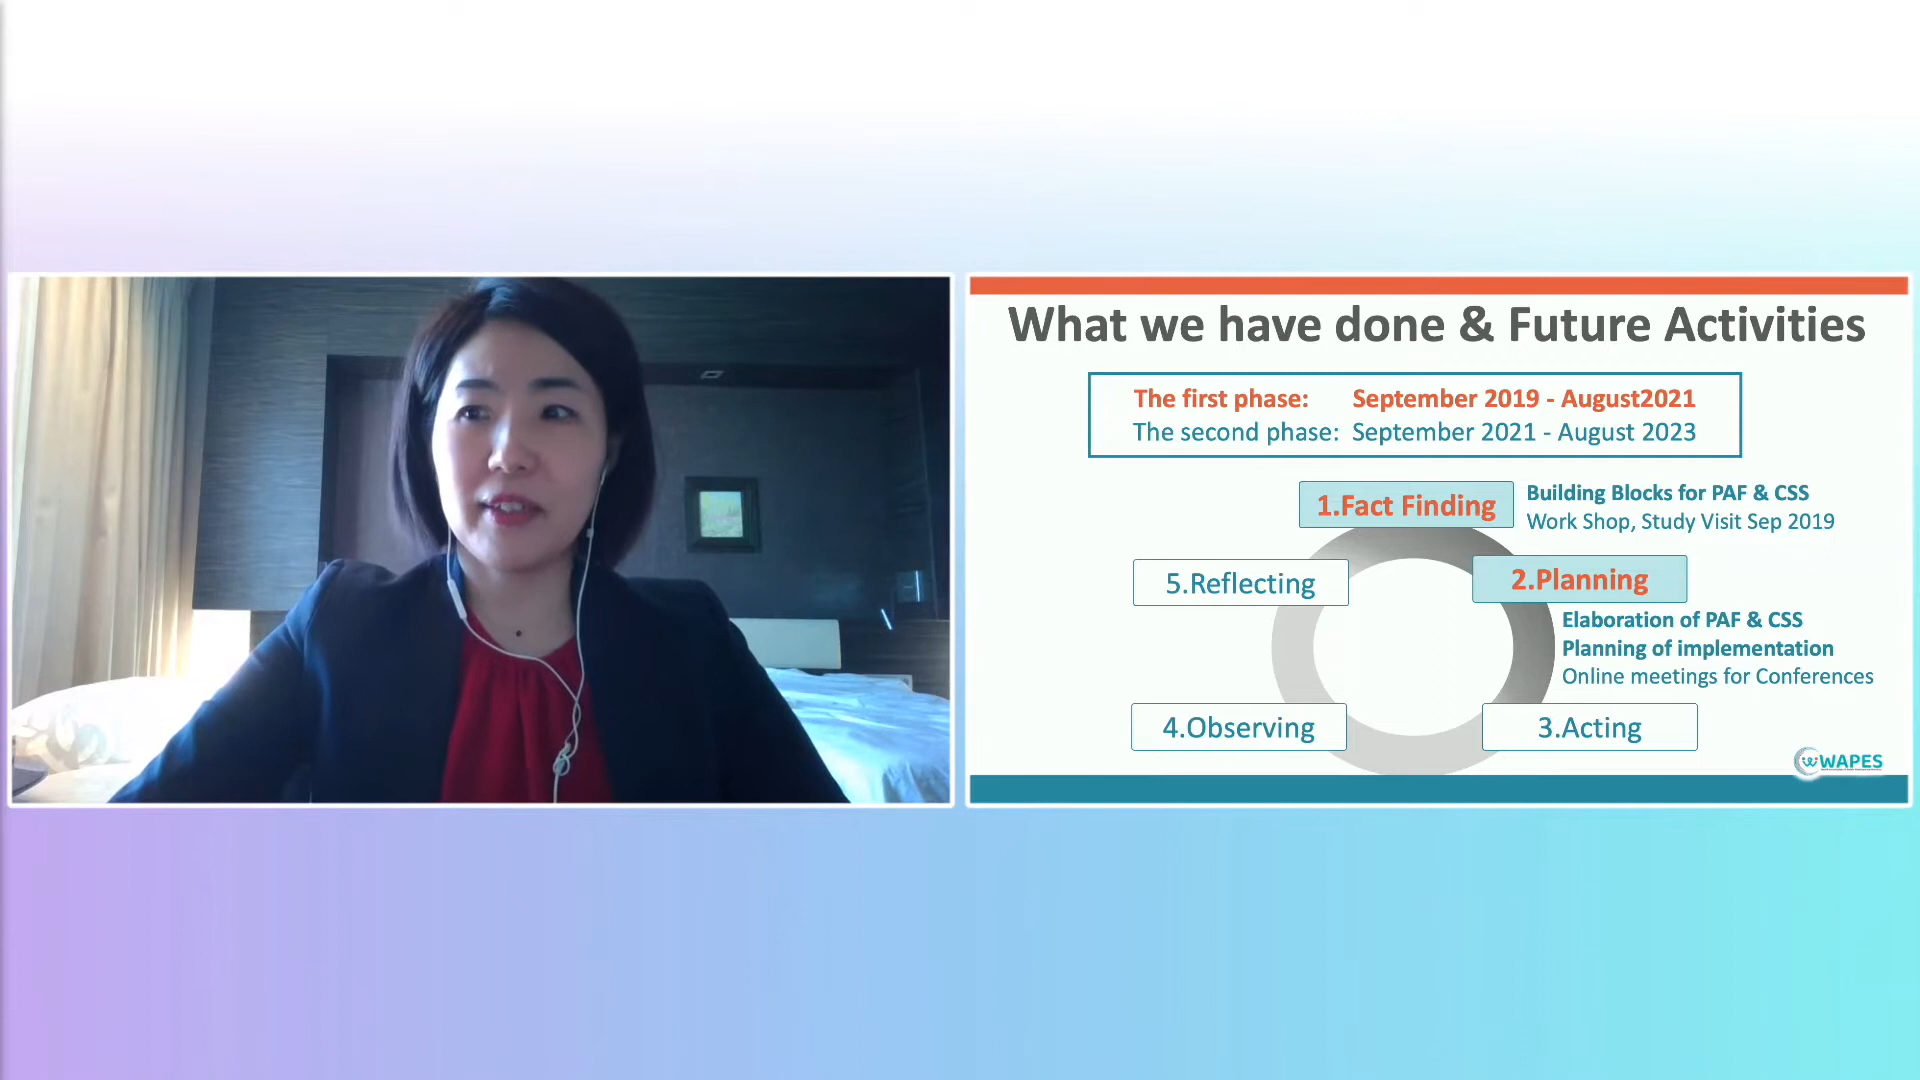 What we have done & Future Activities
The first phase: September 2019 - August2021
The second phase: September 2021 - August 2023
1.Fact Finding
Building Blocks for PAF & CSS
Work Shop, Study Visit Sep 2019
2.Planning
Elaboration of PAF & CSS
Planning of implementation
Online meetings for Conferences
3.Acting
4.Observing
5.Reflecting
WAPES